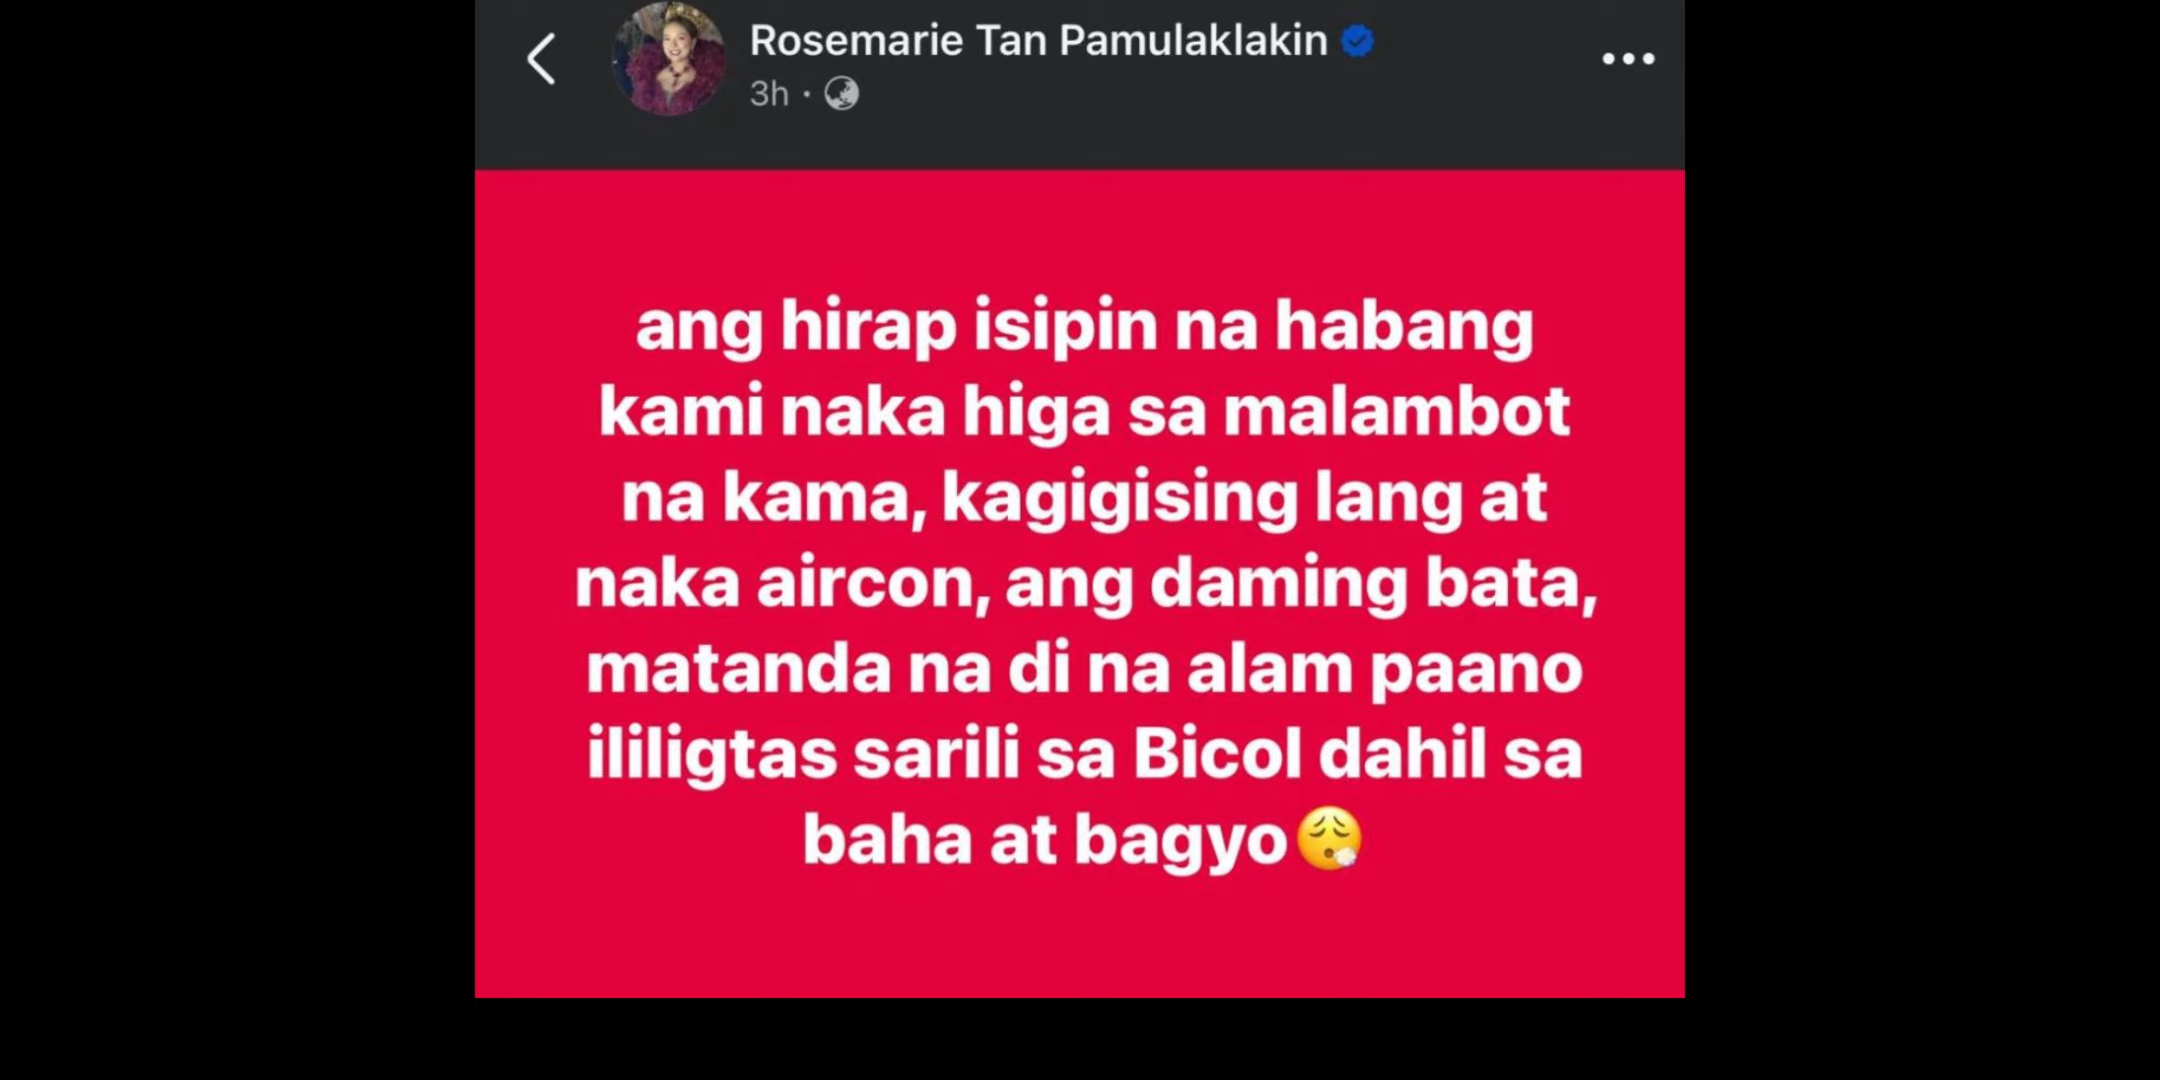 Rosemarie Tan Pamulaklakin
3h ·
ang hirap isipin na habang
kami naka higa sa malambot
na kama, kagigising lang at
naka aircon, ang daming bata,
matanda na di na alam paano
ililigtas sarili sa Bicol dahil sa
baha at bagyo😮‍💨